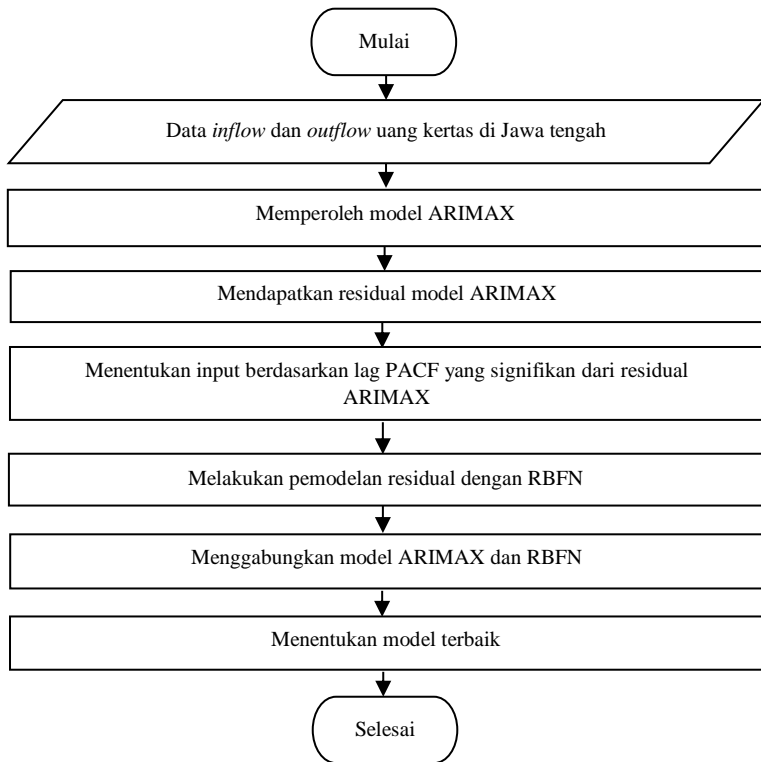 Mulai
Data inflow dan outflow uang kertas di Jawa tengah
Memperoleh model ARIMAX
Mendapatkan residual model ARIMAX
Menentukan input berdasarkan lag PACF yang signifikan dari residual
ARIMAX
Melakukan pemodelan residual dengan RBFN
Menggabungkan model ARIMAX dan RBFN
Menentukan model terbaik
Selesai